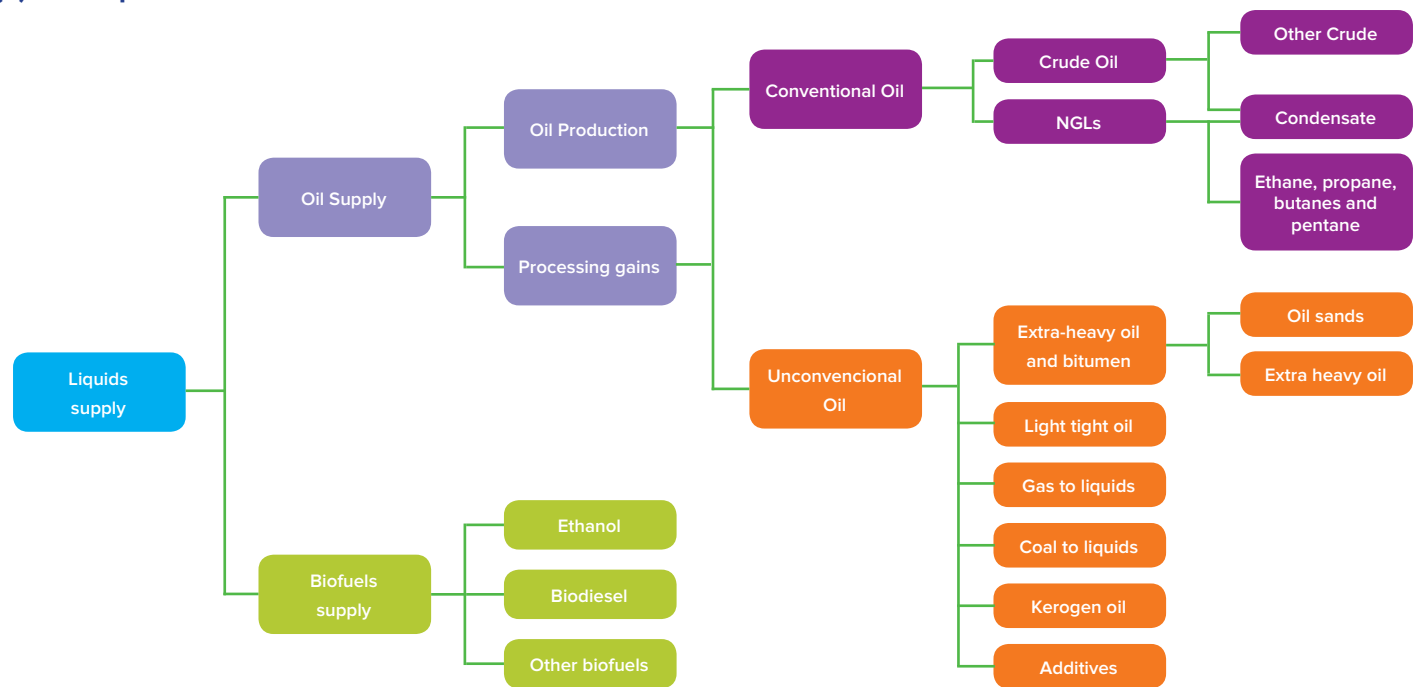 Other Crude
Crude Oil
Conventional Oil
NGLs
Condensate
Oil Production
Ethane, propane,
butanes and
pentane
Oil Supply
Processing gains
Oil sands
Extra-heavy oil
and bitumen
Extra heavy oil
Liquids
supply
Unconvencional
Oil
Light tight oil
Gas to liquids
Ethanol
Coal to liquids
Biofuels
supply
Biodiesel
Kerogen oil
Other biofuels
Additives